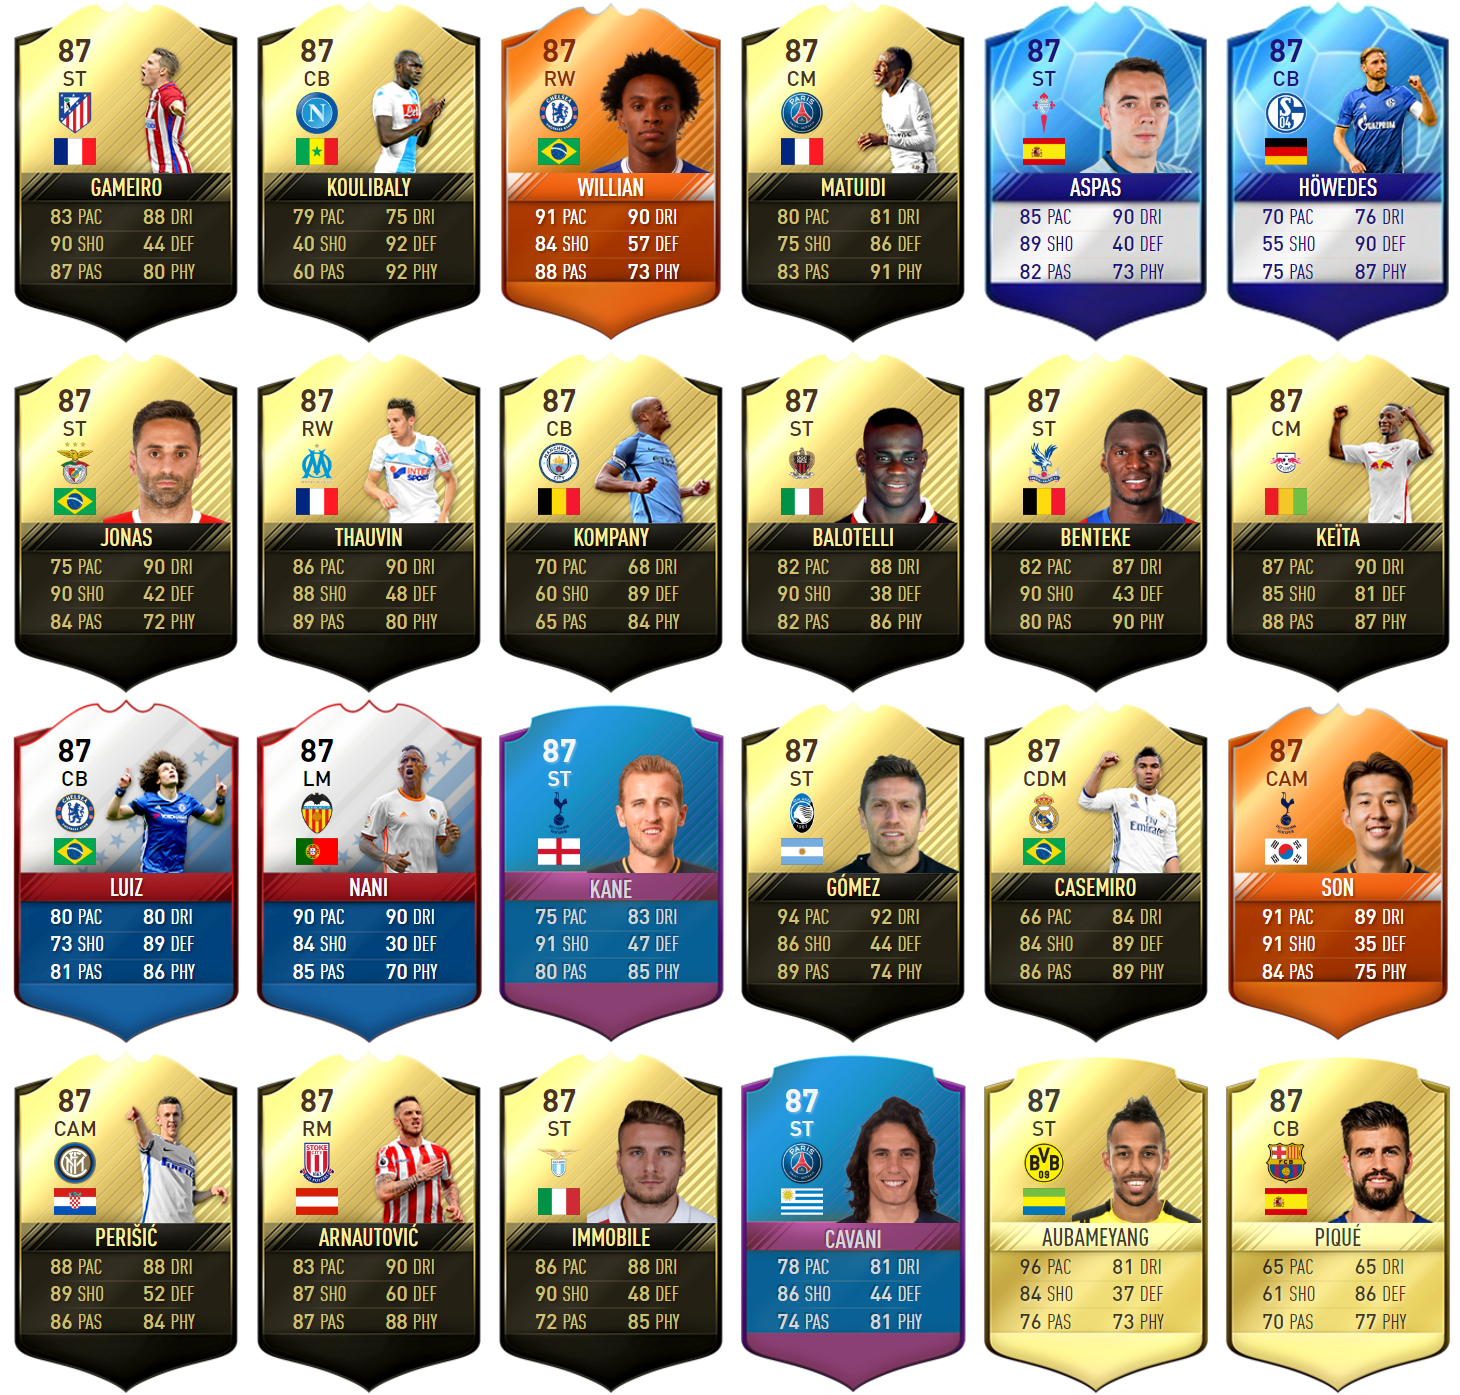 87
ST
GAMEIRO
83 PAC 88 DRI
90 SHO 44 DEF
87 PAS 80 PHY
87
CB
KOULIBALY
79 PAC 75 DRI
40 SHO 92 DEF
60 PAS 92 PHY
87
RW
WILLIAN
91 PAC 90 DRI
84 SHO 57 DEF
88 PAS 73 PHY
87
CM
PARIS
MATUIDI
80 PAC 81 DRI
75 SHO 86 DEF
83 PAS 91 PHY
87
ST
ASPAS
85 PAC 90 DRI
89 SHO 40 DEF
82 PAS 73 PHY
87
CB
04
GAZPROM
HÖWEDES
70 PAC 76 DRI
55 SHO 90 DEF
75 PAS 87 PHY
87
ST
JONAS
75 PAC 90 DRI
90 SHO 42 DEF
84 PAS 72 PHY
87
RW
INTER
SPORT
THAUVIN
86 PAC 90 DRI
88 SHO 48 DEF
89 PAS 80 PHY
87
CB
KOMPANY
70 PAC 68 DRI
60 SHO 89 DEF
65 PAS 84 PHY
87
ST
BALOTELLI
82 PAC 88 DRI
90 SHO 38 DEF
82 PAS 86 PHY
87
ST
BENTEKE
82 PAC 87 DRI
90 SHO 43 DEF
80 PAS 90 PHY
87
CM
KEÏTA
87 PAC 90 DRI
85 SHO 81 DEF
88 PAS 87 PHY
87
CB
LUIZ
80 PAC 80 DRI
73 SHO 89 DEF
81 PAS 86 PHY
87
LM
NANI
90 PAC 90 DRI
84 SHO 30 DEF
85 PAS 70 PHY
87
ST
KANE
75 PAC 83 DRI
91 SHO 47 DEF
80 PAS 85 PHY
87
ST
GÓMEZ
94 PAC 92 DRI
86 SHO 44 DEF
89 PAS 74 PHY
87
CDM
Fly
Emirates
CASEMIRO
66 PAC 84 DRI
84 SHO 89 DEF
86 PAS 89 PHY
87
CAM
SON
91 PAC 89 DRI
91 SHO 35 DEF
84 PAS 75 PHY
87
CAM
PERIŠIĆ
88 PAC 88 DRI
89 SHO 52 DEF
86 PAS 84 PHY
87
RM
STOKE
CITY
ARNAUTOVIĆ
83 PAC 90 DRI
87 SHO 60 DEF
87 PAS 88 PHY
87
ST
IMMOBILE
86 PAC 88 DRI
90 SHO 48 DEF
72 PAS 85 PHY
87
ST
PARIS
CAVANI
78 PAC 81 DRI
86 SHO 44 DEF
74 PAS 81 PHY
87
ST
BVB
09
AUBAMEYANG
96 PAC 81 DRI
84 SHO 37 DEF
76 PAS 73 PHY
87
CB
FCB
PIQUÉ
65 PAC 65 DRI
61 SHO 86 DEF
70 PAS 77 PHY